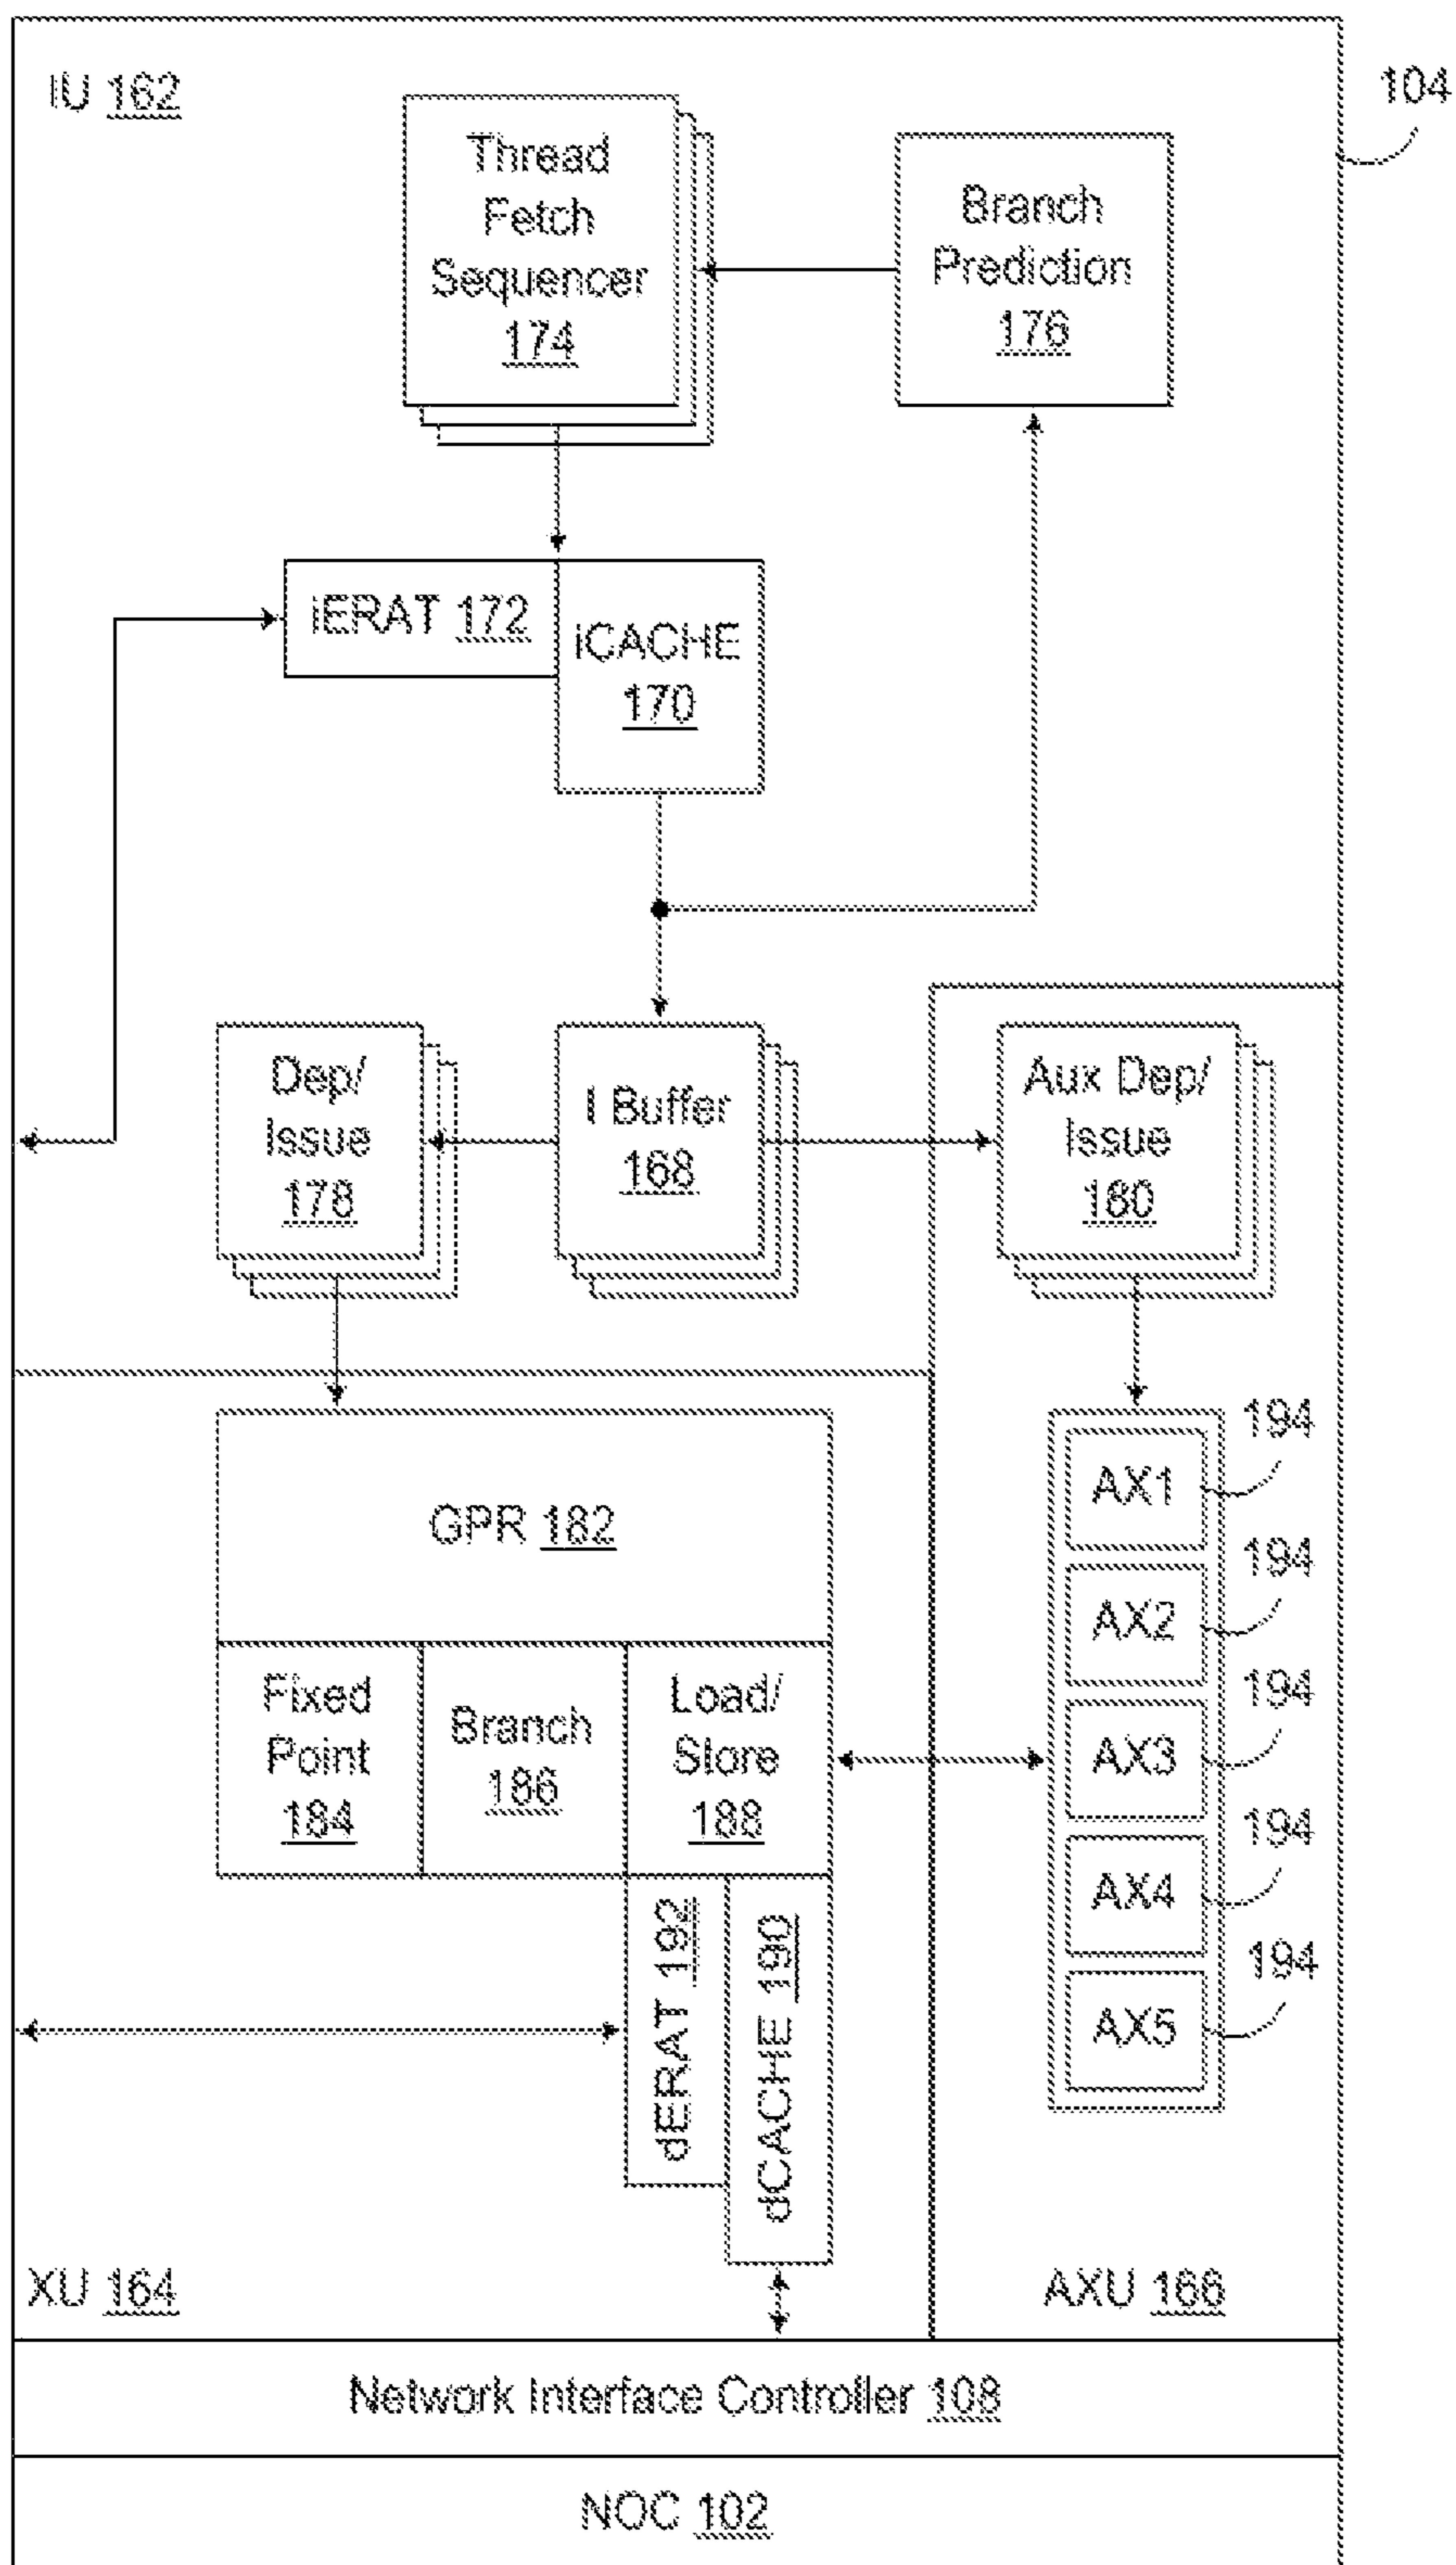 IU 162
104
Thread
Fetch
Sequencer
174
Branch
Prediction
176
iERAT 172
iCACHE
170
Dep/
Issue
178
I Buffer
168
Aux Dep/
Issue
180
GPR 182
Fixed
Point
184
Branch
186
Load/
Store
188
dERAT 192
dCACHE 190
AX1
194
AX2
194
AX3
194
AX4
194
AX5
194
XU 164
AXU 166
Network Interface Controller 108
NOC 102